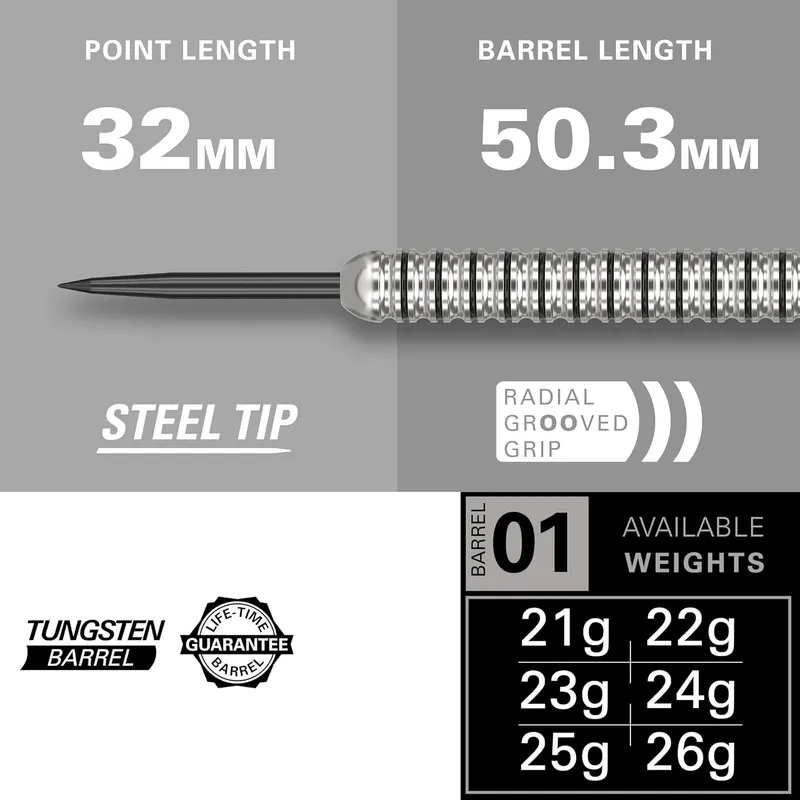 POINT LENGTH
32MM
BARREL LENGTH
50.3MM
STEEL TIP
RADIAL
GROOVED
GRIP
TUNGSTEN
BARREL
LIFE-TIME
GUARANTEE
BARREL
BARREL
01
AVAILABLE
WEIGHTS
21g 22g
23g 24g
25g 26g